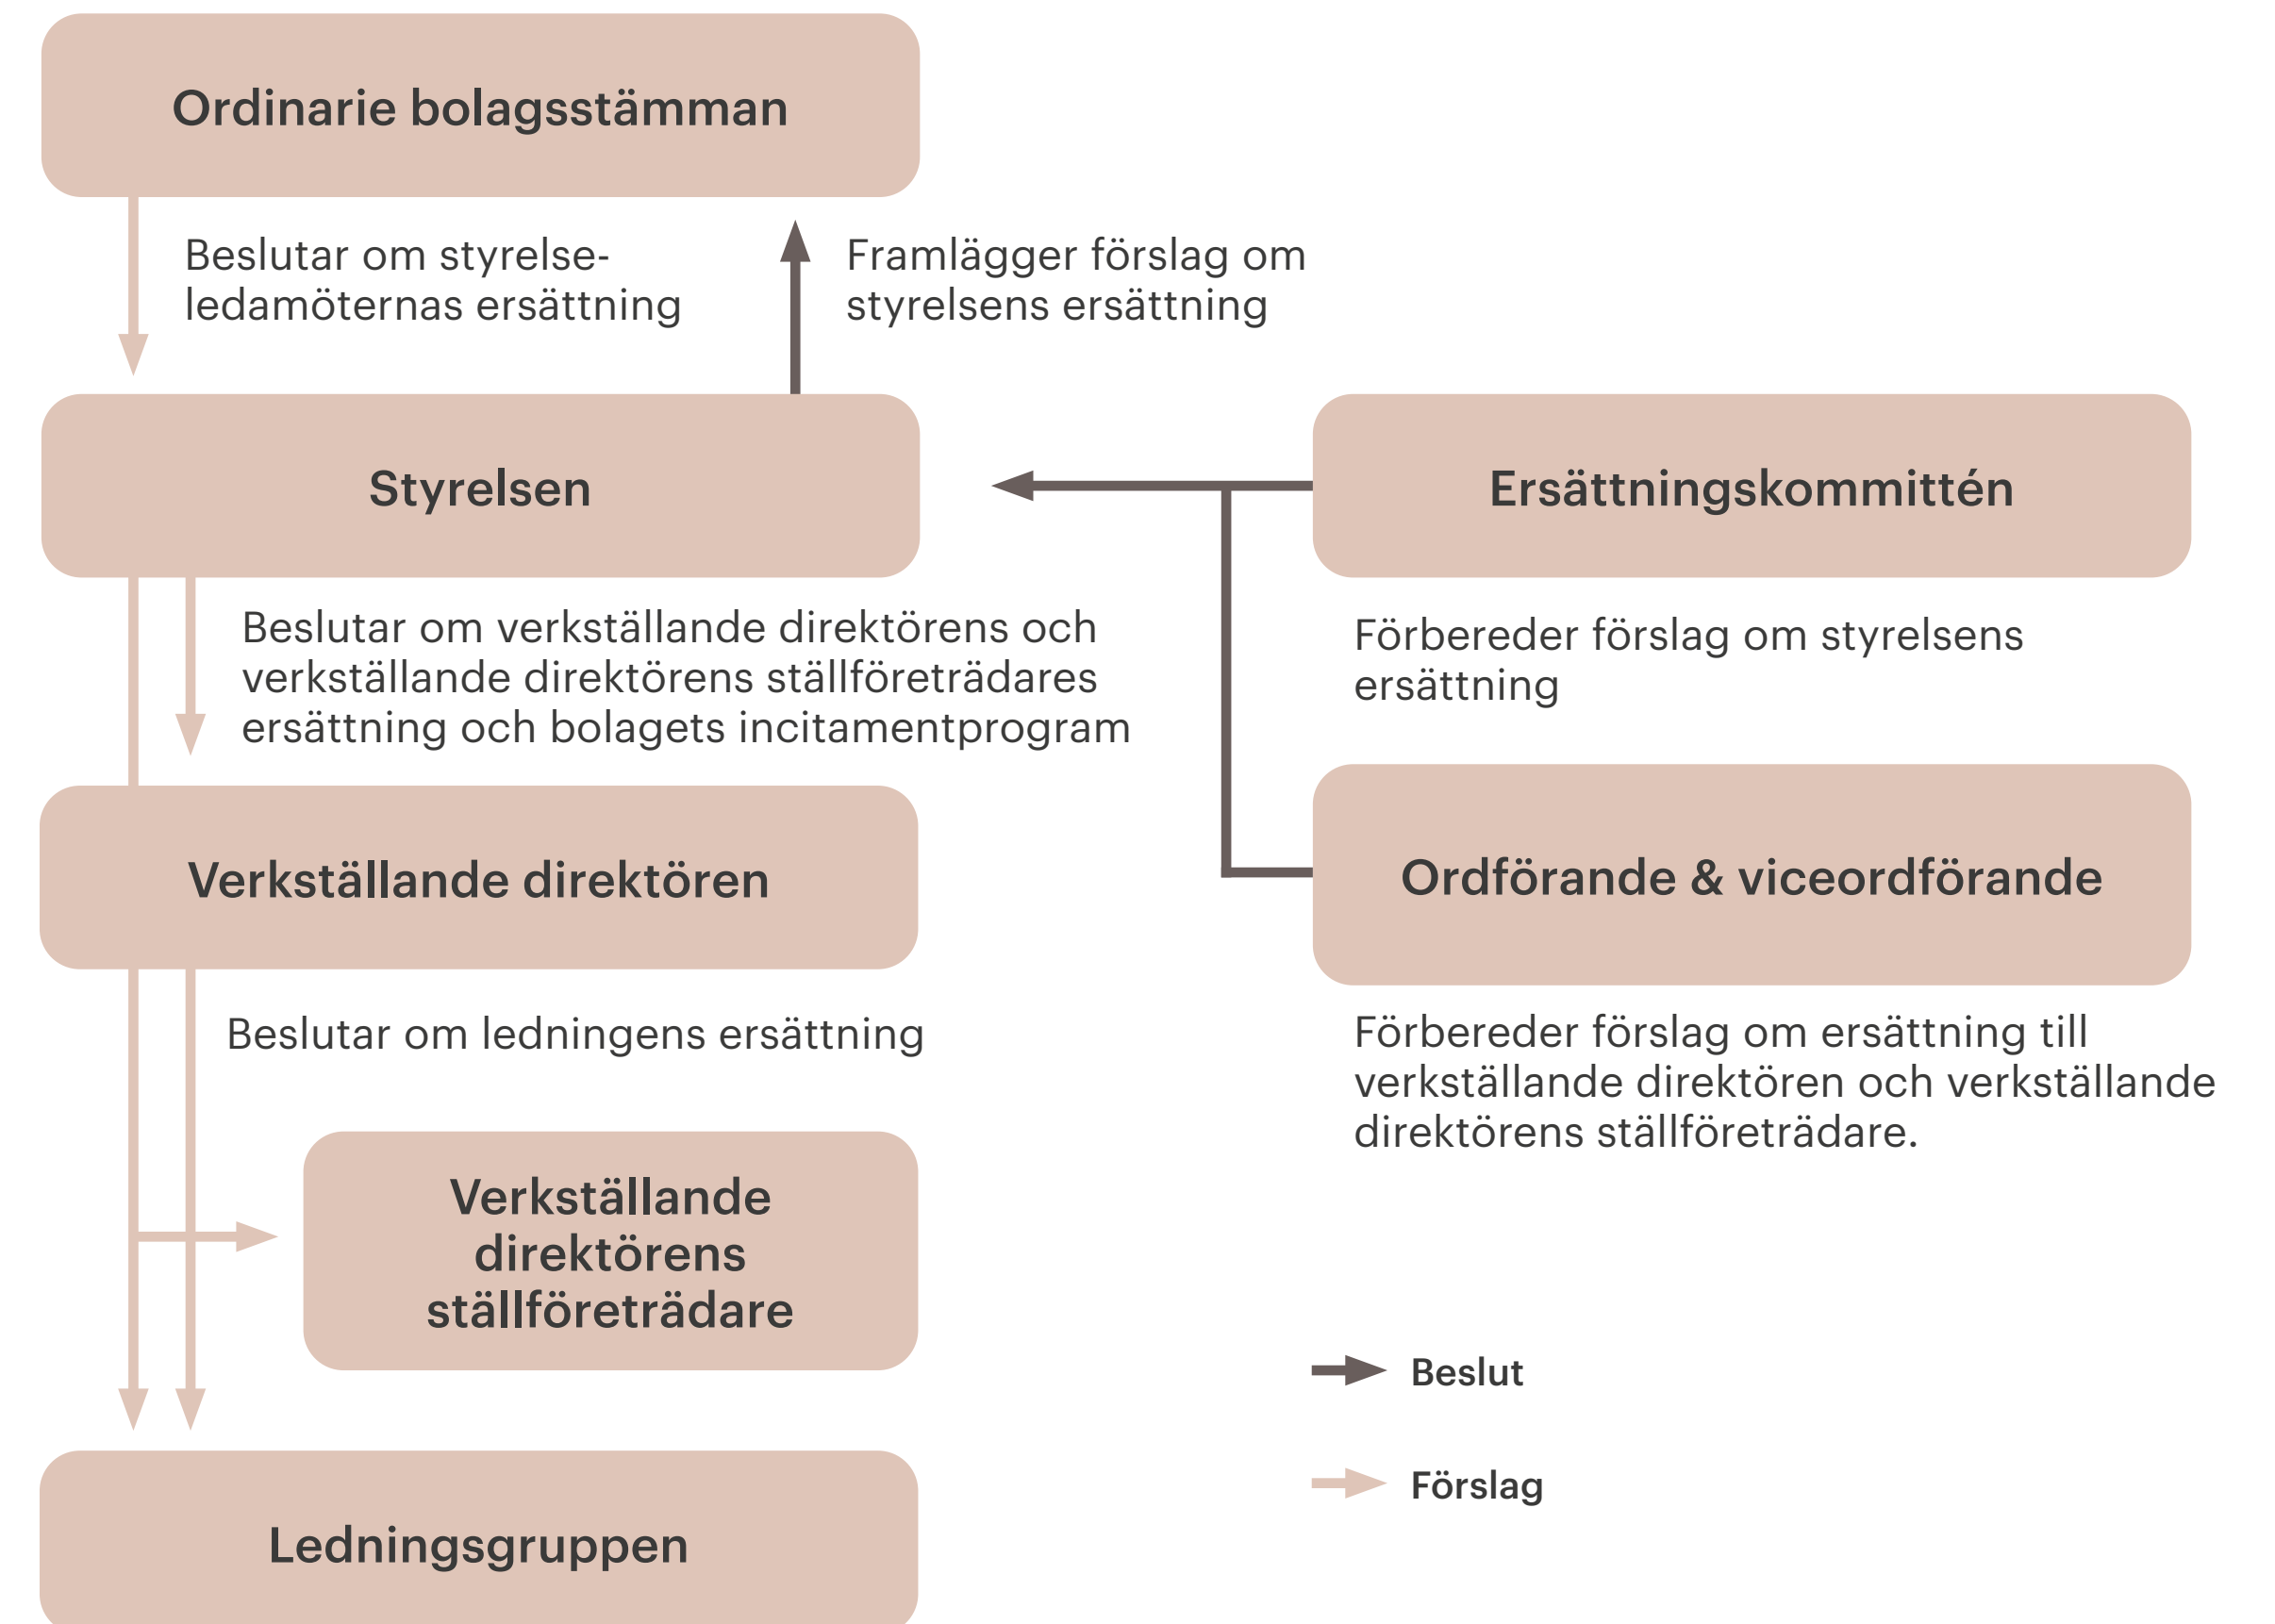 Ordinarie bolagsstämman
Beslutar om styrelse-
ledamöternas ersättning
Framlägger förslag om
styrelsens ersättning
Styrelsen
Ersättningskommittén
Beslutar om verkställande direktörens och
verkställande direktörens ställföreträdares
ersättning och bolagets incitamentprogram
Förbereder förslag om styrelsens
ersättning
Verkställande direktören
Ordförande & viceordförande
Beslutar om ledningens ersättning
Förbereder förslag om ersättning till
verkställande direktören och verkställande
direktörens ställföreträdare.
Verkställande
direktörens
ställföreträdare
Beslut
Förslag
Ledningsgruppen